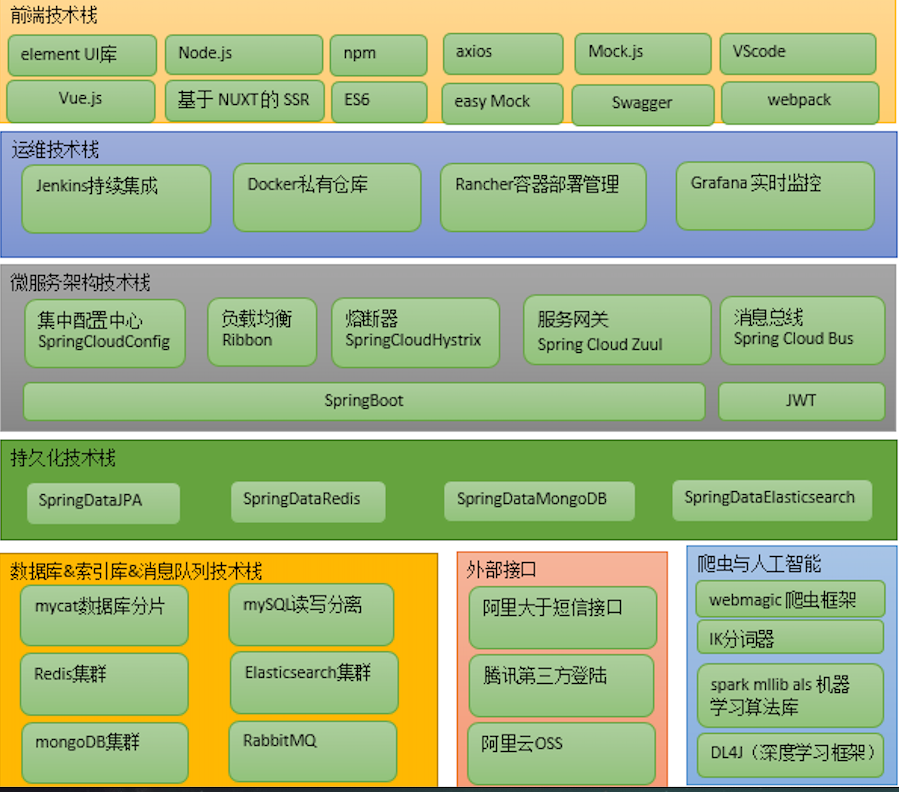 前端技术栈
element UI库
Node.js
npm
axios
Mock.js
VScode
Vue.js
基于 NUXT的 SSR
ES6
easy Mock
Swagger
webpack
运维技术栈
Jenkins持续集成
Docker私有仓库
Rancher容器部署管理
Grafana 实时监控
微服务架构技术栈
集中配置中心
SpringCloudConfig
负载均衡
Ribbon
熔断器
SpringCloudHystrix
服务网关
Spring Cloud Zuul
消息总线
Spring Cloud Bus
SpringBoot
JWT
持久化技术栈
SpringDataJPA
SpringDataRedis
SpringDataMongoDB
SpringDataElasticsearch
数据库&索引库&消息队列技术栈
mycat数据库分片
mySQL读写分离
Redis集群
Elasticsearch集群
mongoDB集群
RabbitMQ
外部接口
阿里大于短信接口
腾讯第三方登陆
阿里云OSS
爬虫与人工智能
webmagic 爬虫框架
IK分词器
spark mllib als 机器
学习算法库
DL4J（深度学习框架）